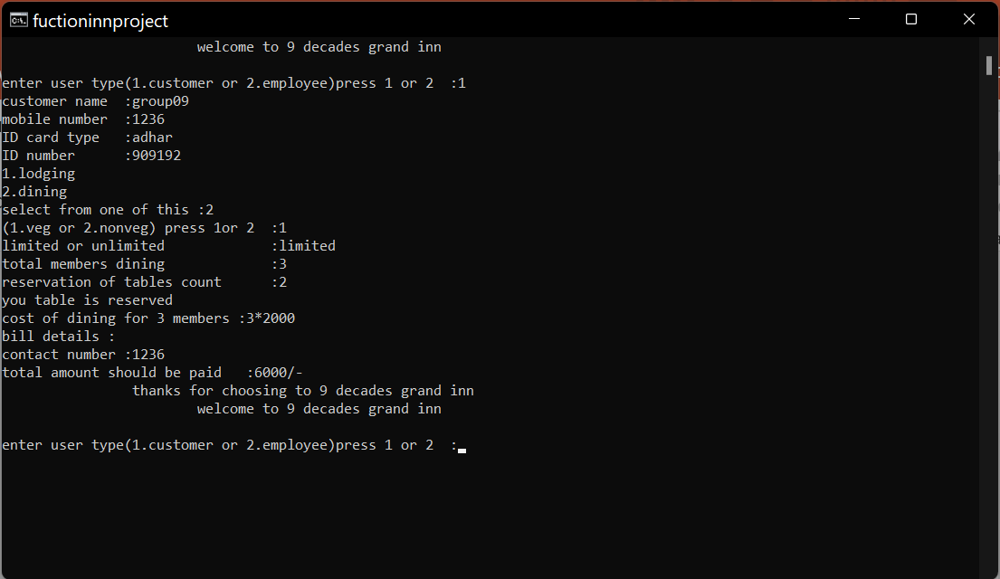 fuctioninnproject
welcome to 9 decades grand inn
enter user type(1.customer or 2.employee)press 1 or 2  :1
customer name  :group09
mobile number  :1236
ID card type   :adhar
ID number      :909192
1.lodging
2.dining
select from one of this :2
(1.veg or 2.nonveg) press 1or 2  :1
limited or unlimited             :limited
total members dining             :3
reservation of tables count      :2
you table is reserved
cost of dining for 3 members :3*2000
bill details :
contact number :1236
total amount should be paid   :6000/-
thanks for choosing to 9 decades grand inn
welcome to 9 decades grand inn
enter user type(1.customer or 2.employee)press 1 or 2  :